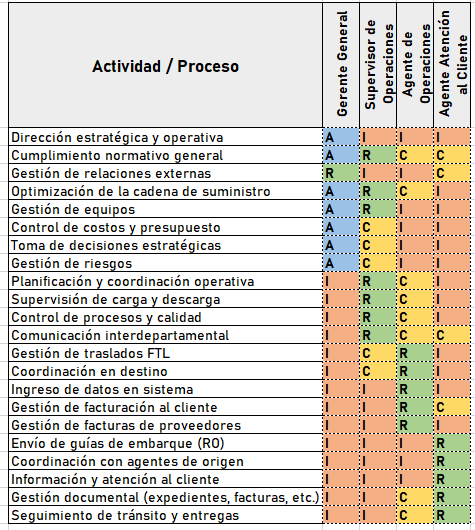 Actividad / Proceso
Gerente General
Supervisor de
Operaciones
Agente de
Operaciones
Agente Atención
al Cliente
Dirección estratégica y operativa A I I I
Cumplimiento normativo general A R C C
Gestión de relaciones externas R I I C
Optimización de la cadena de suministro A R C I
Gestión de equipos A R I I
Control de costos y presupuesto A C I I
Toma de decisiones estratégicas A C I I
Gestión de riesgos A C I I
Planificación y coordinación operativa I R C I
Supervisión de carga y descarga I R C I
Control de procesos y calidad I R C I
Comunicación interdepartamental I R C C
Gestión de traslados FTL I C R I
Coordinación en destino I C R I
Ingreso de datos en sistema I I R I
Gestión de facturación al cliente I I R C
Gestión de facturas de proveedores I I R I
Envío de guías de embarque (RO) I I I R
Coordinación con agentes de origen I I I R
Información y atención al cliente I I I R
Gestión documental (expedientes, facturas, etc.) I I C R
Seguimiento de tránsito y entregas I I C R